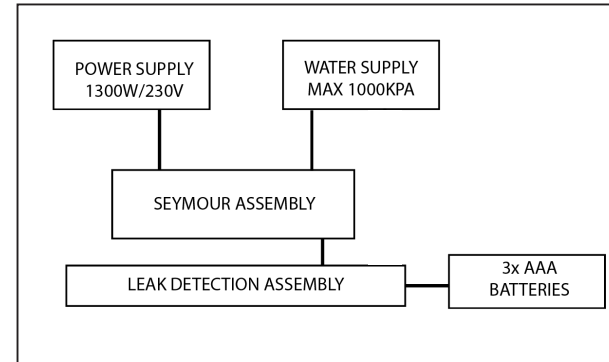 POWER SUPPLY
1300W/230V
WATER SUPPLY
MAX 1000KPA
SEYMOUR ASSEMBLY
LEAK DETECTION ASSEMBLY
3x AAA
BATTERIES